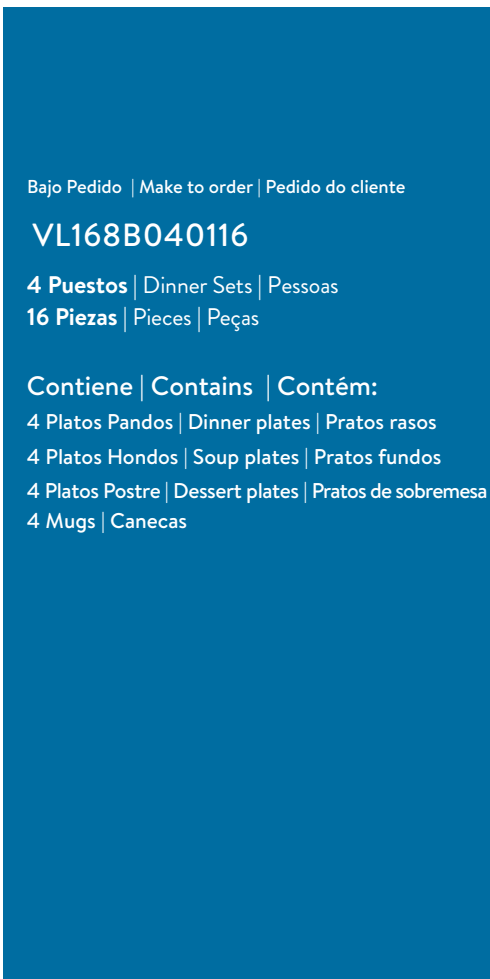 Bajo Pedido | Make to order | Pedido do cliente
VL168B040116
4 Puestos | Dinner Sets | Pessoas
16 Piezas | Pieces | Peças
Contiene | Contains | Contém:
4 Platos Pandos | Dinner plates | Pratos rasos
4 Platos Hondos | Soup plates | Pratos fundos
4 Platos Postre | Dessert plates | Pratos de sobremesa
4 Mugs | Canecas